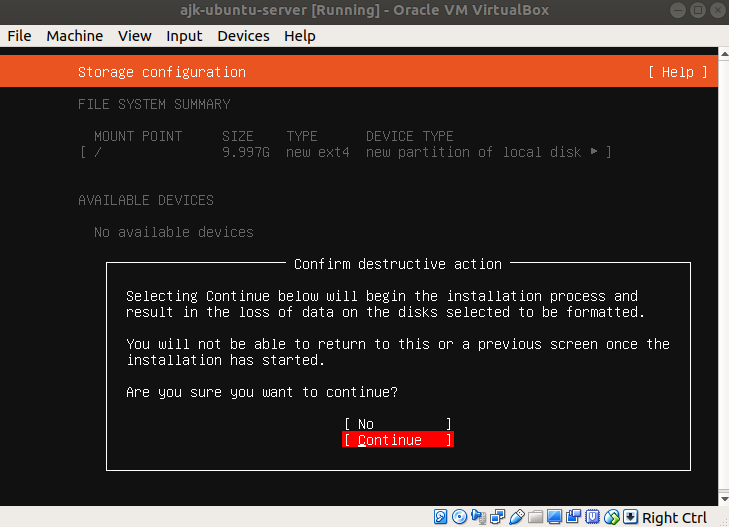 ajk-ubuntu-server [Running] - Oracle VM VirtualBox
File Machine View Input Devices Help
Storage configuration [ Help ]
FILE SYSTEM SUMMARY
MOUNT POINT SIZE TYPE DEVICE TYPE
[ / 9.997G new ext4 new partition of local disk ▸ ]
AVAILABLE DEVICES
No available devices
Confirm destructive action
Selecting Continue below will begin the installation process and
result in the loss of data on the disks selected to be formatted.
You will not be able to return to this or a previous screen once the
installation has started.
Are you sure you want to continue?
[ No ]
[ Continue ]
Right Ctrl